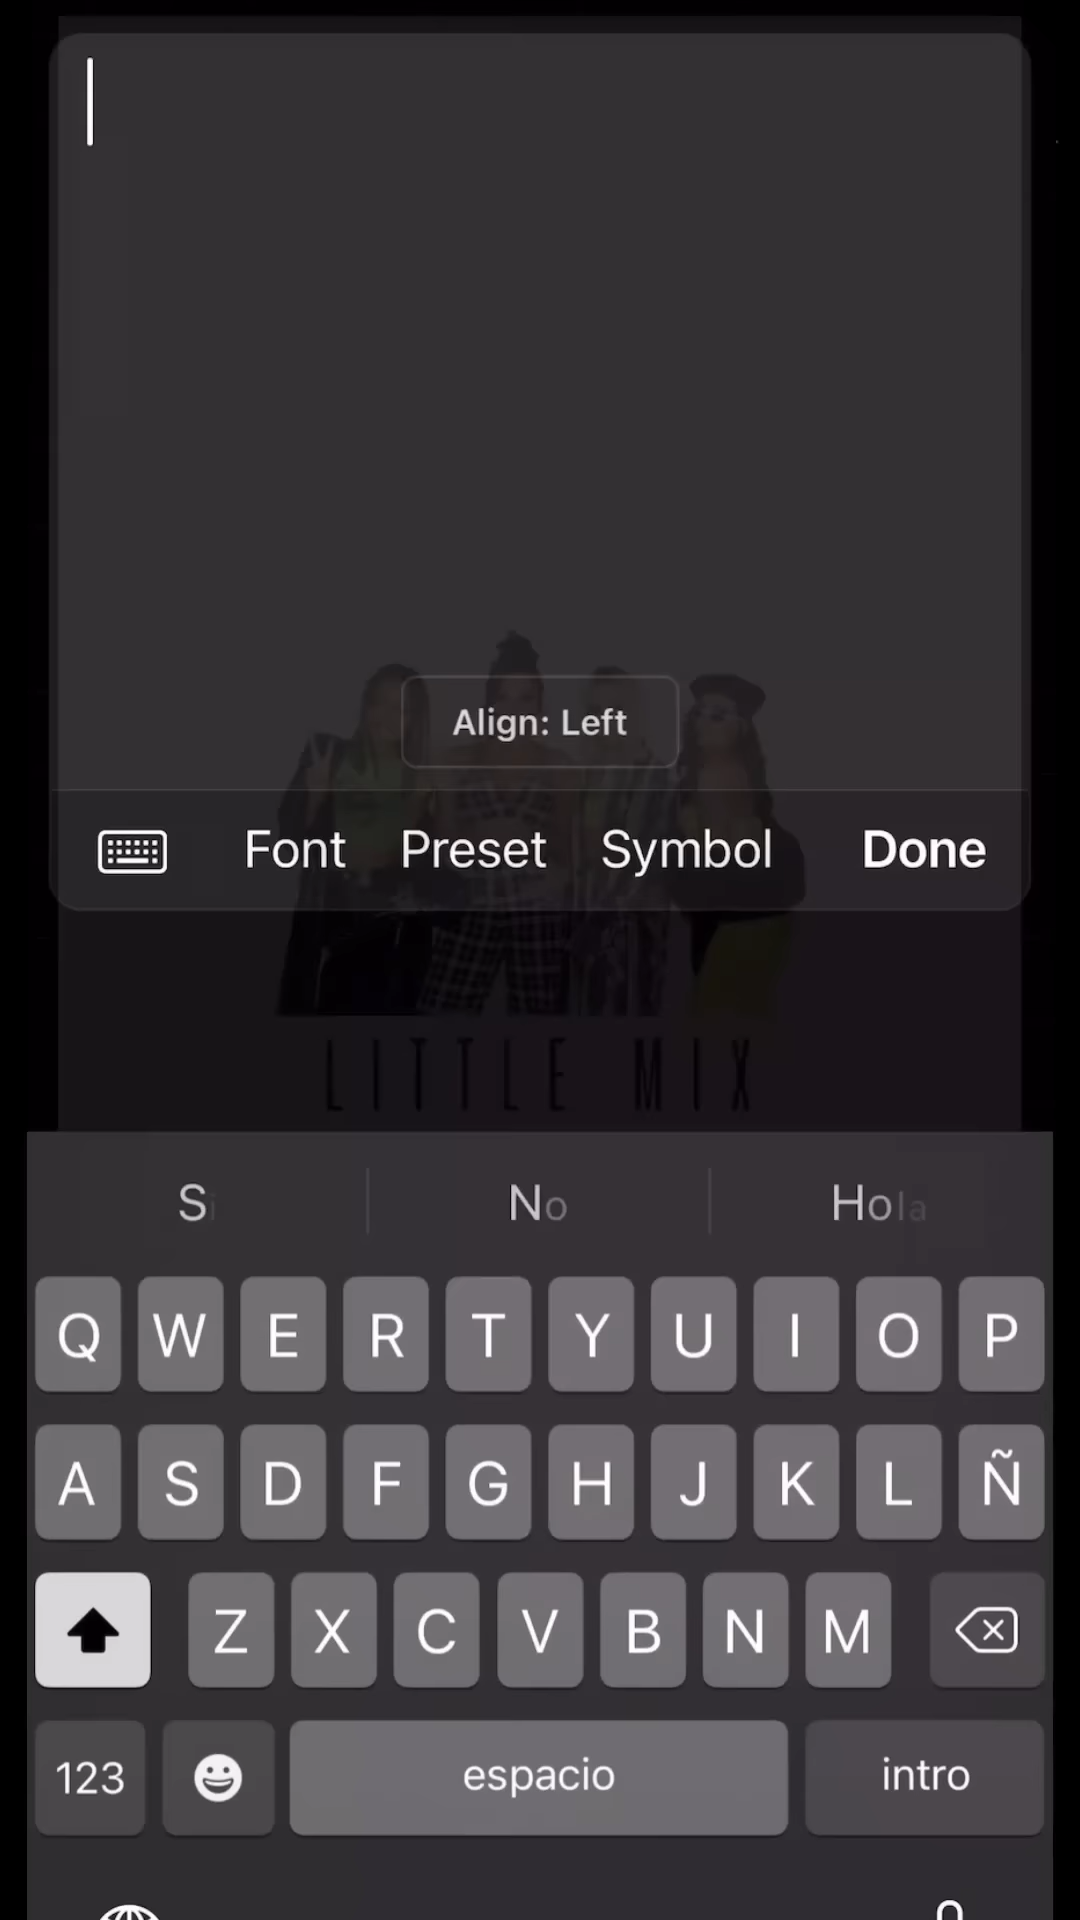 Align: Left
Font Preset Symbol Done
LITTLE MIX
Si No Hola
Q W E R T Y U I O P
A S D F G H J K L Ñ
Z X C V B N M
123 espacio intro